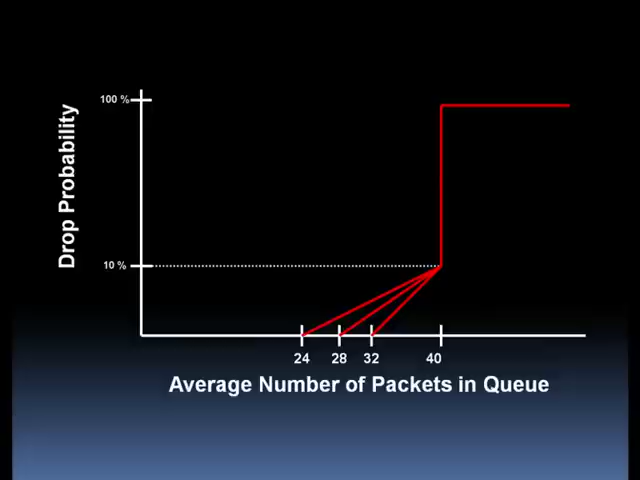 100 %
Drop Probability
10 %
24 28 32 40
Average Number of Packets in Queue